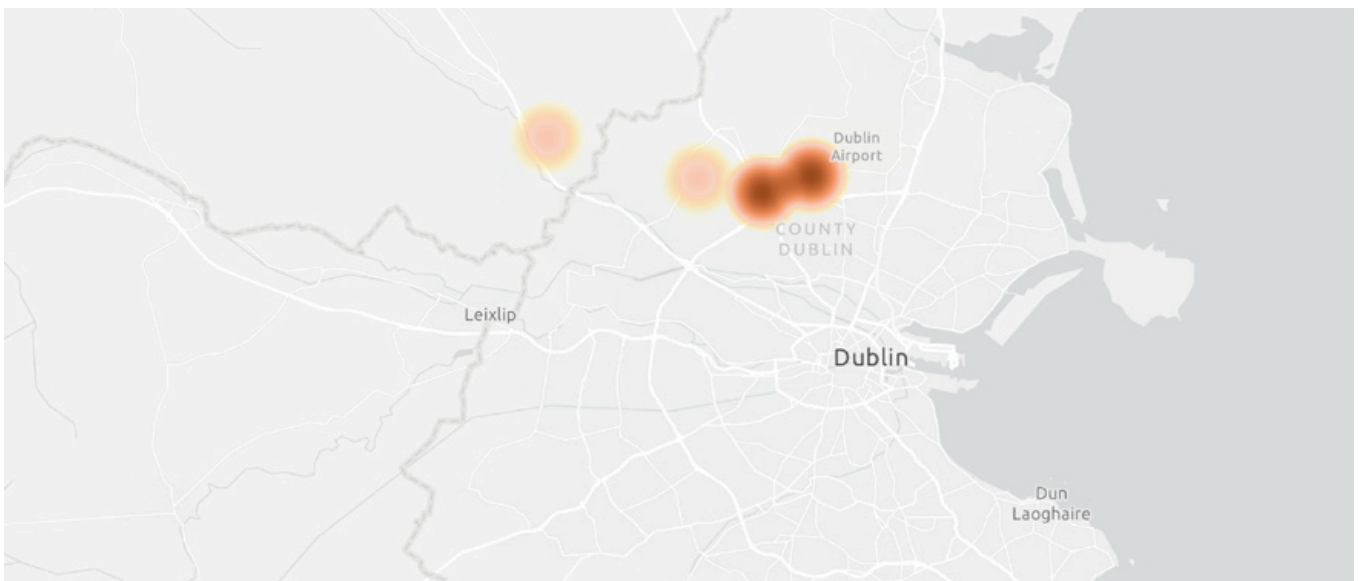 Dublin
Airport
COUNTY
DUBLIN
Leixlip
Dublin
Dun
Laoghaire